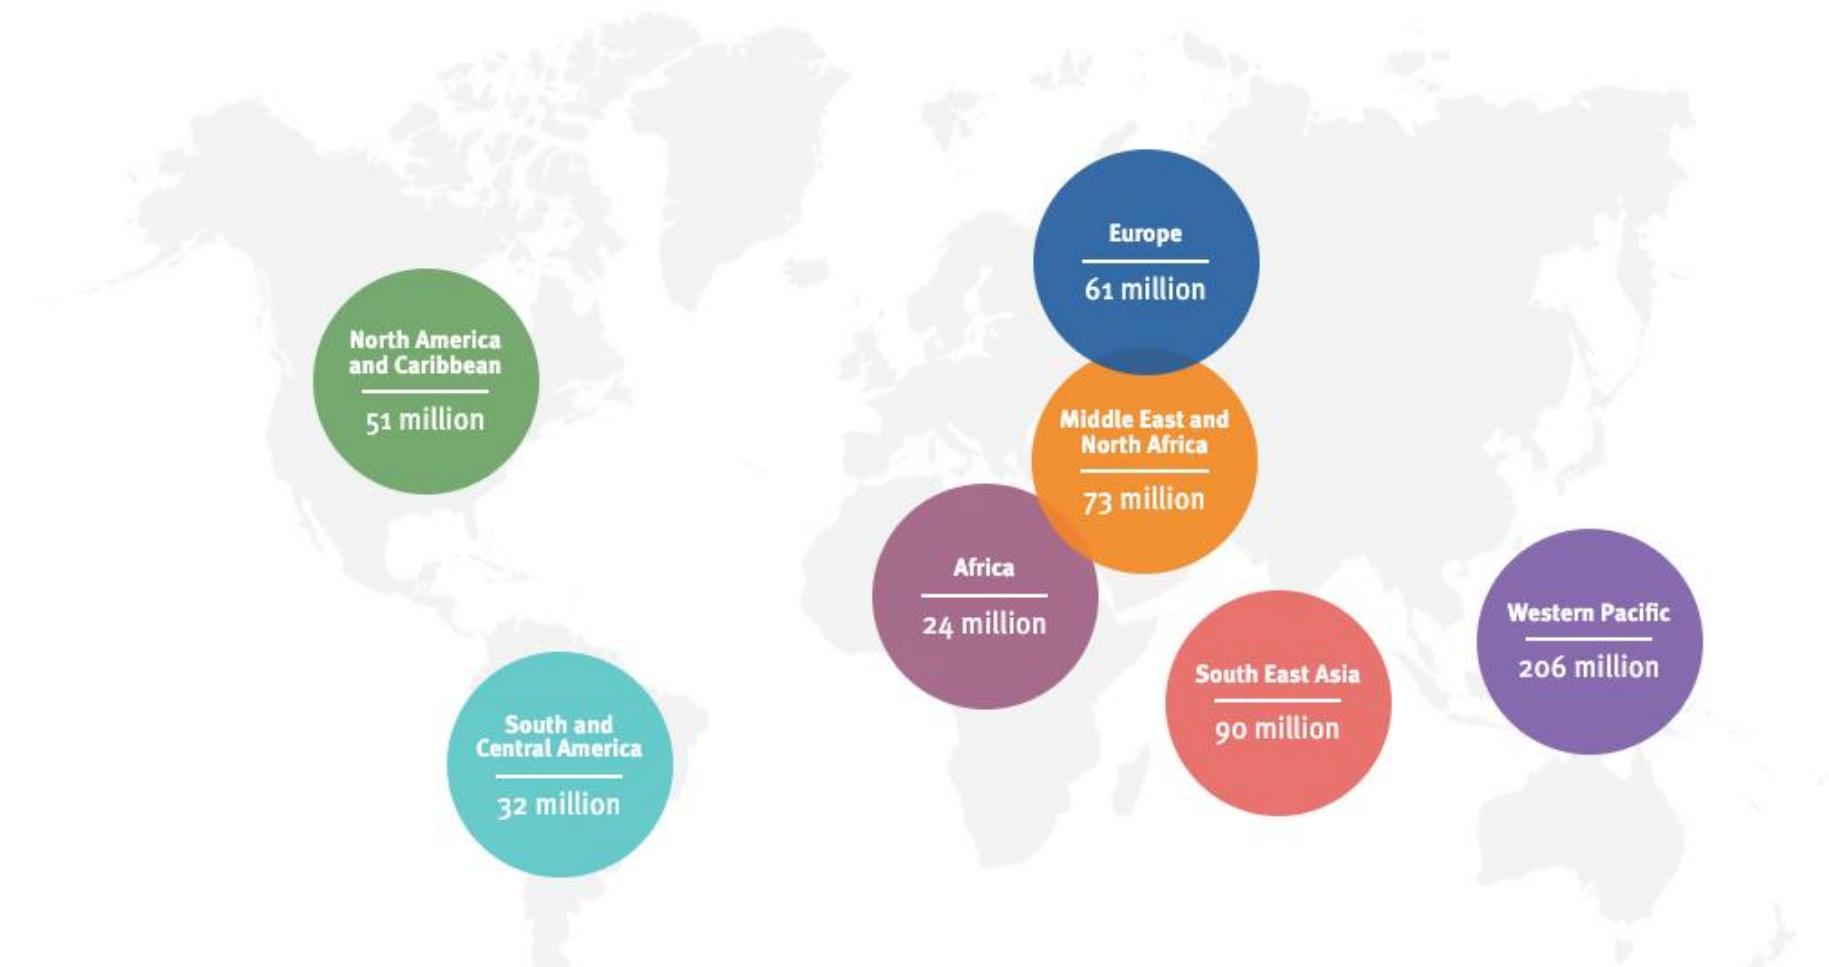 Europe
61 million
North America
and Caribbean
51 million
Middle East and
North Africa
73 million
Africa
24 million
Western Pacific
206 million
South East Asia
90 million
South and
Central America
32 million